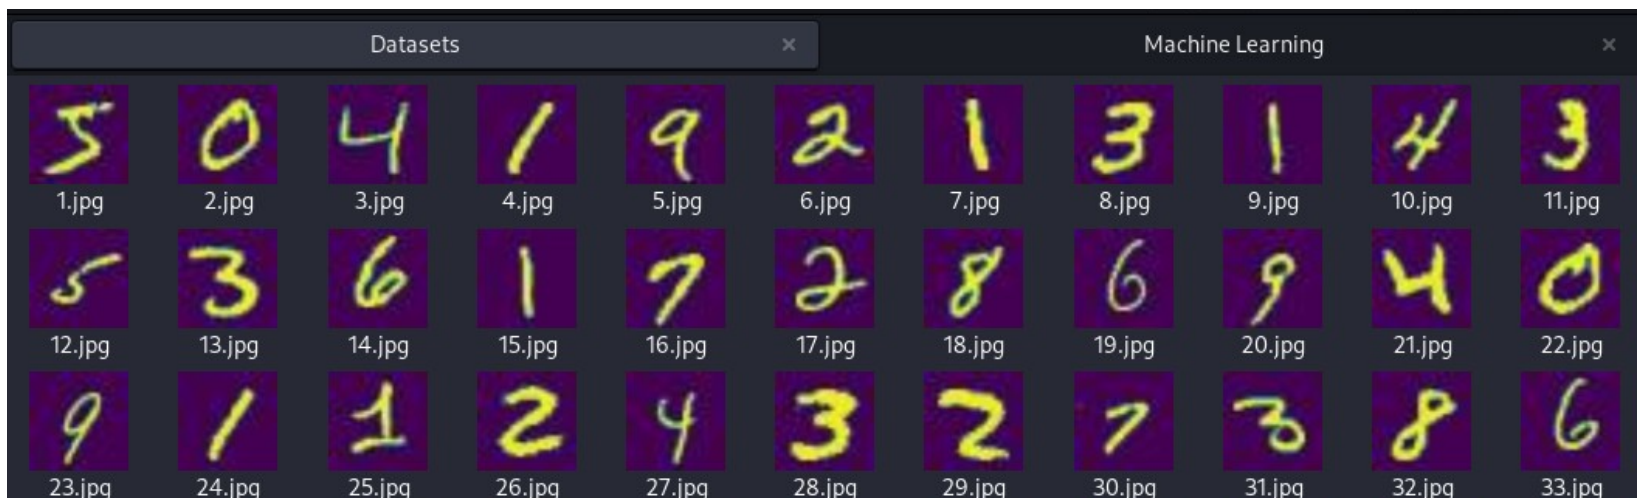 Datasets × Machine Learning ×
5 0 4 1 9 2 1 3 1 4 3
1.jpg 2.jpg 3.jpg 4.jpg 5.jpg 6.jpg 7.jpg 8.jpg 9.jpg 10.jpg 11.jpg
5 3 6 1 7 2 8 6 9 4 0
12.jpg 13.jpg 14.jpg 15.jpg 16.jpg 17.jpg 18.jpg 19.jpg 20.jpg 21.jpg 22.jpg
9 1 1 2 4 3 2 7 3 8 6
23.jpg 24.jpg 25.jpg 26.jpg 27.jpg 28.jpg 29.jpg 30.jpg 31.jpg 32.jpg 33.jpg